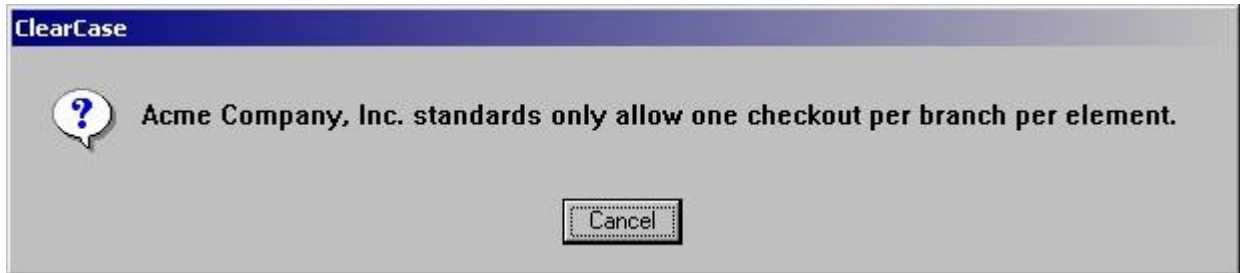 ClearCase
Acme Company, Inc. standards only allow one checkout per branch per element.
Cancel